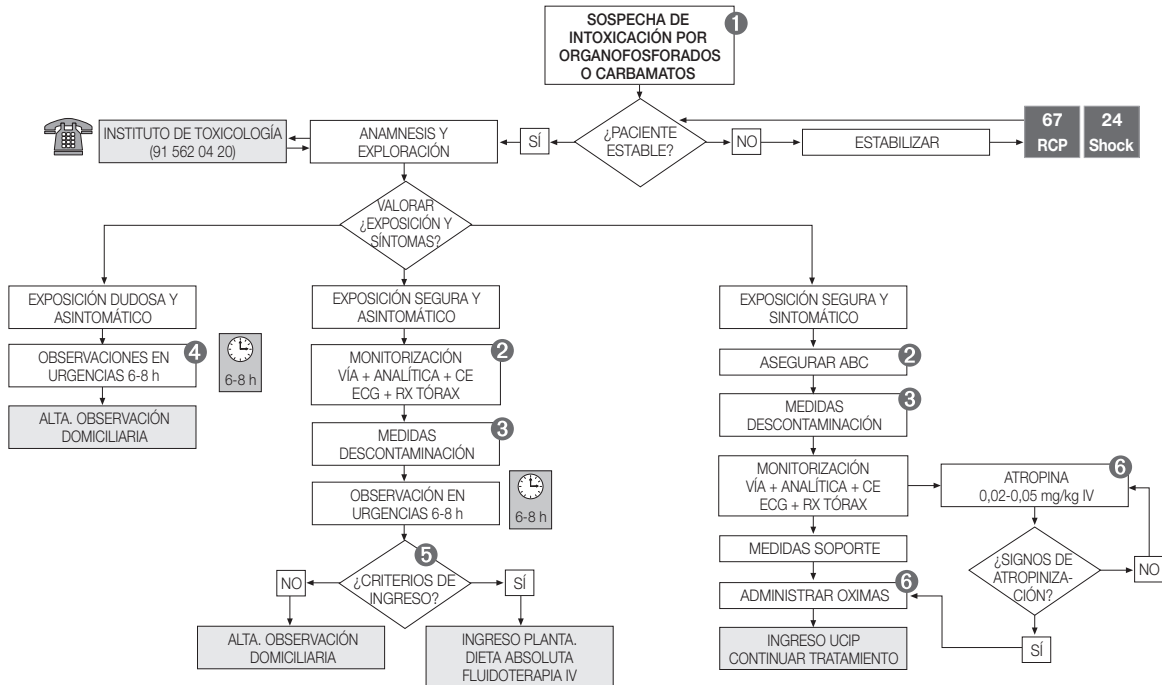 SOSPECHA DE
INTOXICACIÓN POR
ORGANOFOSFORADOS
O CARBAMATOS
1
INSTITUTO DE TOXICOLOGÍA
(91 562 04 20)
ANAMNESIS Y
EXPLORACIÓN
SÍ
¿PACIENTE
ESTABLE?
NO
ESTABILIZAR
67
RCP
24
Shock
VALORAR
¿EXPOSICIÓN Y
SÍNTOMAS?
EXPOSICIÓN DUDOSA Y
ASINTOMÁTICO
OBSERVACIONES EN
URGENCIAS 6-8 h
4
6-8 h
ALTA. OBSERVACIÓN
DOMICILIARIA
EXPOSICIÓN SEGURA Y
ASINTOMÁTICO
MONITORIZACIÓN
VÍA + ANALÍTICA + CE
ECG + RX TÓRAX
2
MEDIDAS
DESCONTAMINACIÓN
3
OBSERVACIÓN EN
URGENCIAS 6-8 h
6-8 h
5
¿CRITERIOS DE
INGRESO?
NO
SÍ
ALTA. OBSERVACIÓN
DOMICILIARIA
INGRESO PLANTA.
DIETA ABSOLUTA
FLUIDOTERAPIA IV
EXPOSICIÓN SEGURA Y
SINTOMÁTICO
ASEGURAR ABC
2
MEDIDAS
DESCONTAMINACIÓN
3
MONITORIZACIÓN
VÍA + ANALÍTICA + CE
ECG + RX TÓRAX
ATROPINA
0,02-0,05 mg/kg IV
6
¿SIGNOS DE
ATROPINIZA-
CIÓN?
NO
SÍ
MEDIDAS SOPORTE
ADMINISTRAR OXIMAS
6
INGRESO UCIP
CONTINUAR TRATAMIENTO